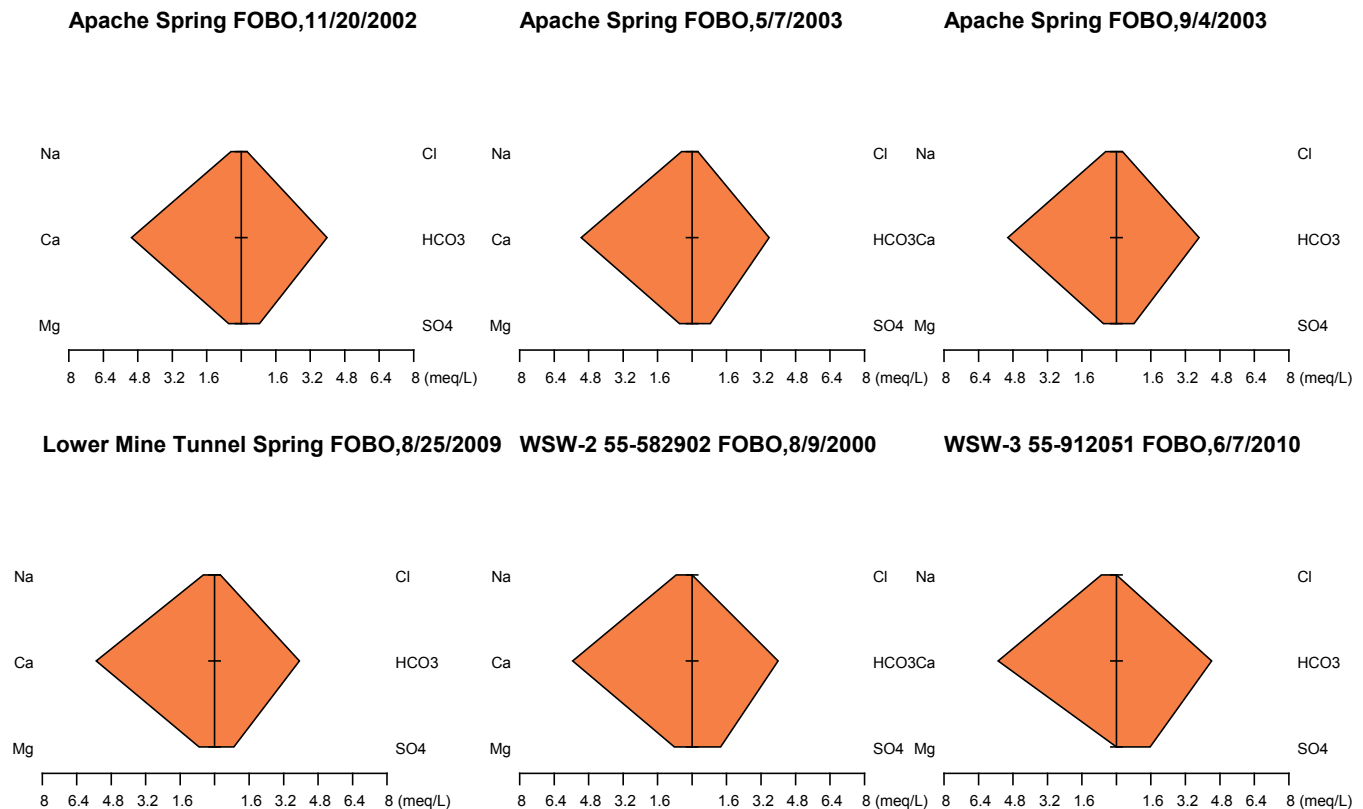 Apache Spring FOBO,11/20/2002
Apache Spring FOBO,5/7/2003
Apache Spring FOBO,9/4/2003
Na Cl
Ca HCO3
Mg SO4
8 6.4 4.8 3.2 1.6 1.6 3.2 4.8 6.4 8 (meq/L)
Na Cl
Ca HCO3
Mg SO4
8 6.4 4.8 3.2 1.6 1.6 3.2 4.8 6.4 8 (meq/L)
Na Cl
Ca HCO3
Mg SO4
8 6.4 4.8 3.2 1.6 1.6 3.2 4.8 6.4 8 (meq/L)
Lower Mine Tunnel Spring FOBO,8/25/2009
WSW-2 55-582902 FOBO,8/9/2000
WSW-3 55-912051 FOBO,6/7/2010
Na Cl
Ca HCO3
Mg SO4
8 6.4 4.8 3.2 1.6 1.6 3.2 4.8 6.4 8 (meq/L)
Na Cl
Ca HCO3
Mg SO4
8 6.4 4.8 3.2 1.6 1.6 3.2 4.8 6.4 8 (meq/L)
Na Cl
Ca HCO3
Mg SO4
8 6.4 4.8 3.2 1.6 1.6 3.2 4.8 6.4 8 (meq/L)